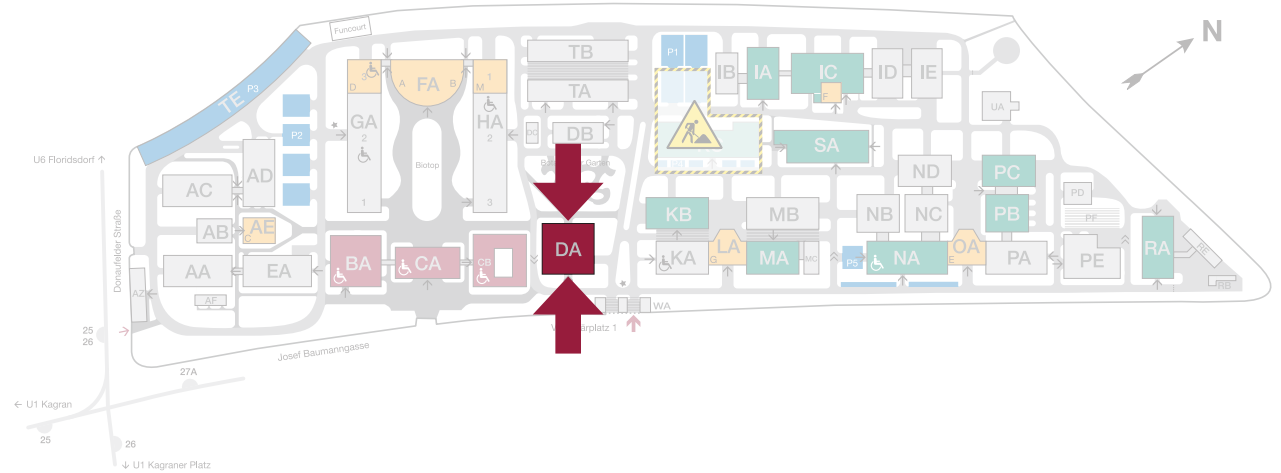 Funcourt
N
TE P3
P2
P1
TB
TA
DC
DB
IB
IA
IC
F
ID
IE
UA
3
D
A
FA
B
1
M
GA
2
HA
2
Biotop
1
3
SA
U6 Floridsdorf ↑
AC
AD
AB
AE
C
AA
EA
AF
AZ
Donaufelder Straße
BA
CA
CB
DA
KB
KA
LA
G
MB
MA
MC
ND
NB
NC
NA
P5
PC
PB
OA
E
PA
PD
PF
PE
RA
RE
RB
WA
Josef Baumanngasse
25
26
27A
← U1 Kagran
25
26
↓ U1 Kagraner Platz